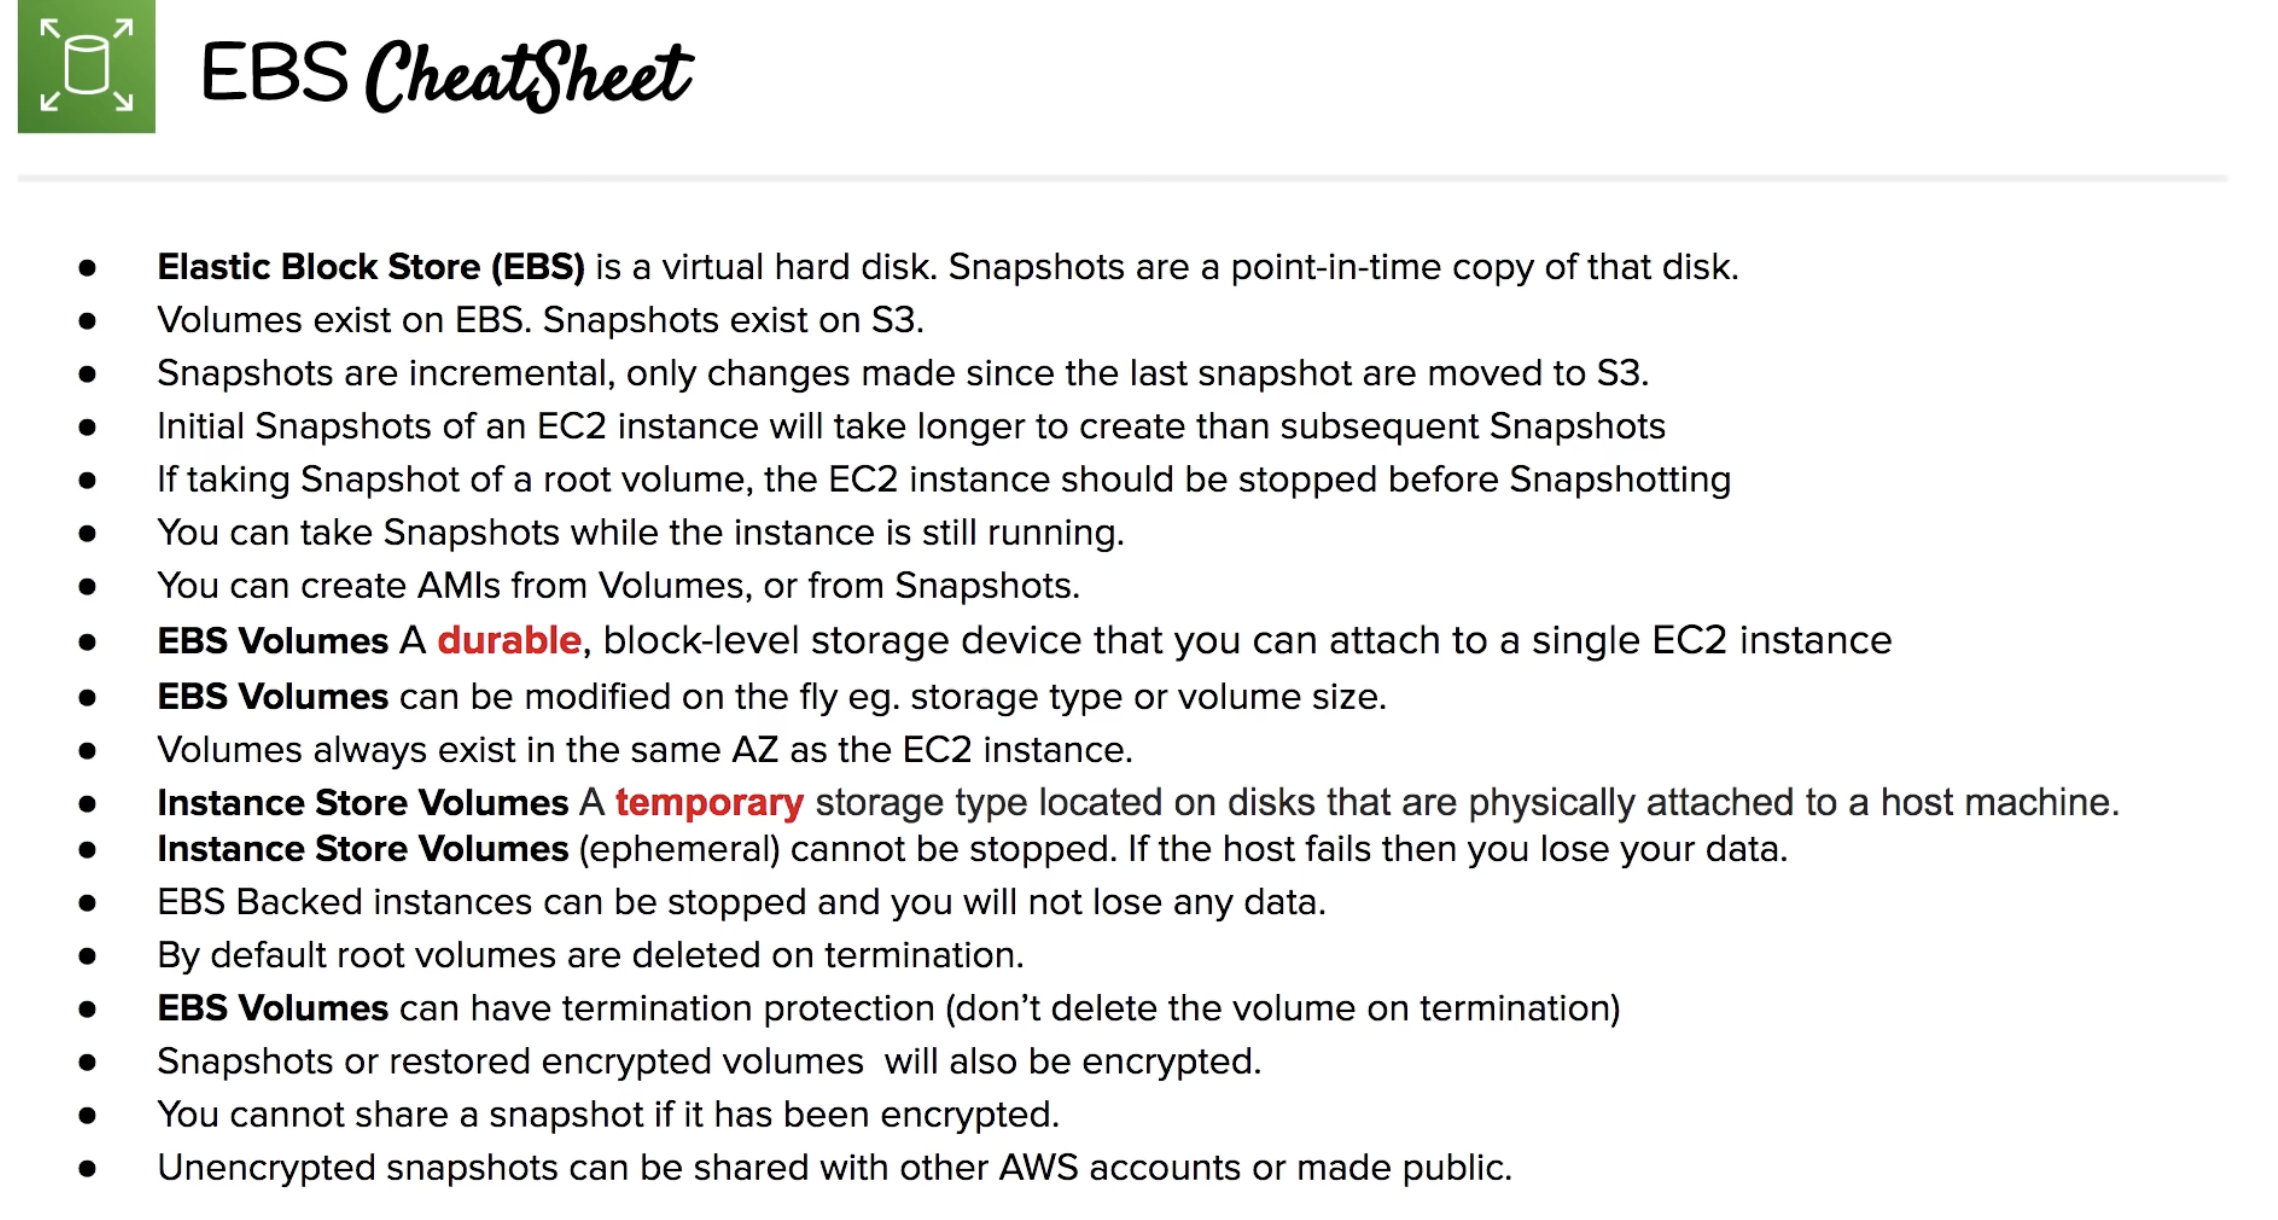 EBS CheatSheet
● Elastic Block Store (EBS) is a virtual hard disk. Snapshots are a point-in-time copy of that disk.
● Volumes exist on EBS. Snapshots exist on S3.
● Snapshots are incremental, only changes made since the last snapshot are moved to S3.
● Initial Snapshots of an EC2 instance will take longer to create than subsequent Snapshots
● If taking Snapshot of a root volume, the EC2 instance should be stopped before Snapshotting
● You can take Snapshots while the instance is still running.
● You can create AMIs from Volumes, or from Snapshots.
● EBS Volumes A durable, block-level storage device that you can attach to a single EC2 instance
● EBS Volumes can be modified on the fly eg. storage type or volume size.
● Volumes always exist in the same AZ as the EC2 instance.
● Instance Store Volumes A temporary storage type located on disks that are physically attached to a host machine.
● Instance Store Volumes (ephemeral) cannot be stopped. If the host fails then you lose your data.
● EBS Backed instances can be stopped and you will not lose any data.
● By default root volumes are deleted on termination.
● EBS Volumes can have termination protection (don’t delete the volume on termination)
● Snapshots or restored encrypted volumes  will also be encrypted.
● You cannot share a snapshot if it has been encrypted.
● Unencrypted snapshots can be shared with other AWS accounts or made public.